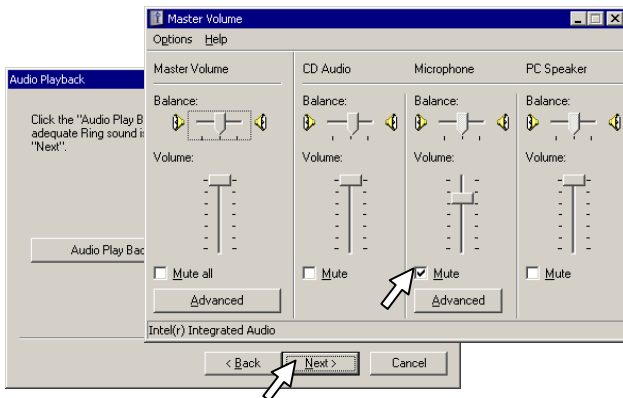 Master Volume
Options Help
Master Volume CD Audio Microphone PC Speaker
Balance: Balance: Balance: Balance:
Volume: Volume: Volume: Volume:
Mute all Mute Mute Mute
Advanced Advanced
Intel(r) Integrated Audio
Audio Playback
Click the "Audio Play B
adequate Ring sound i
"Next".
Audio Play Bac
< Back Next > Cancel